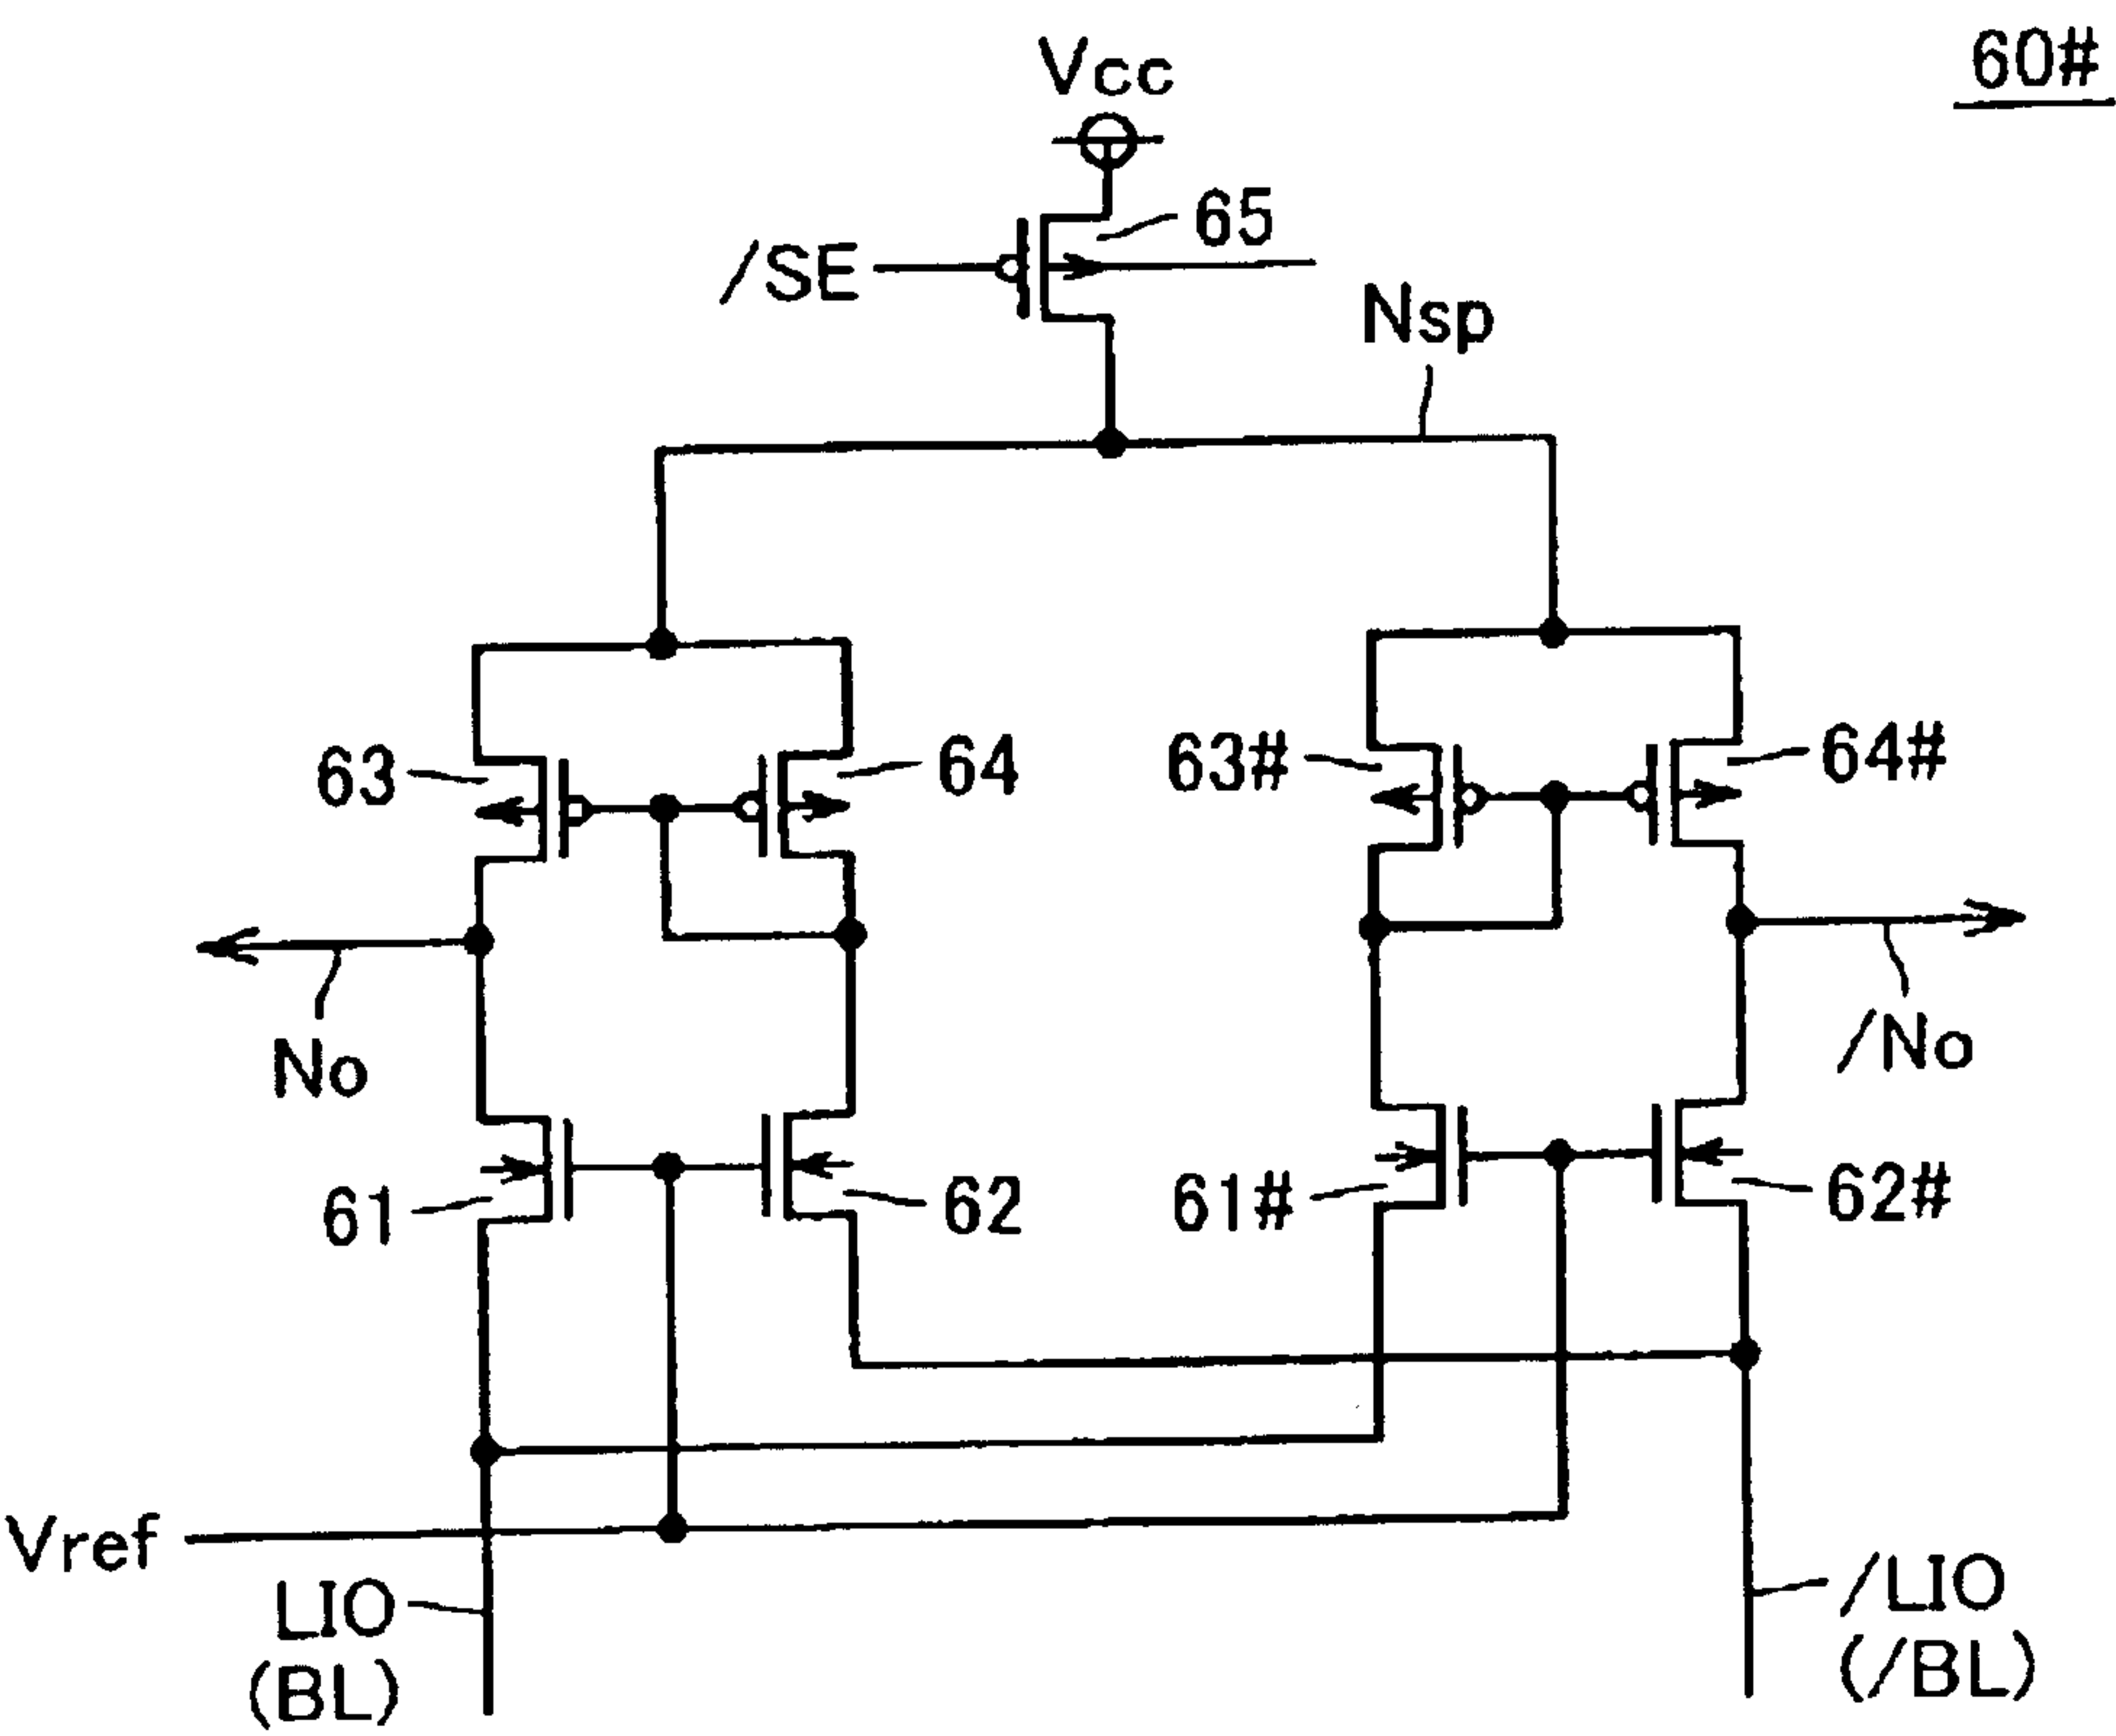 60#
Vcc
65
/SE
Nsp
63
64
63#
64#
No
/No
61
62
61#
62#
Vref
LIO
(BL)
/LIO
(/BL)